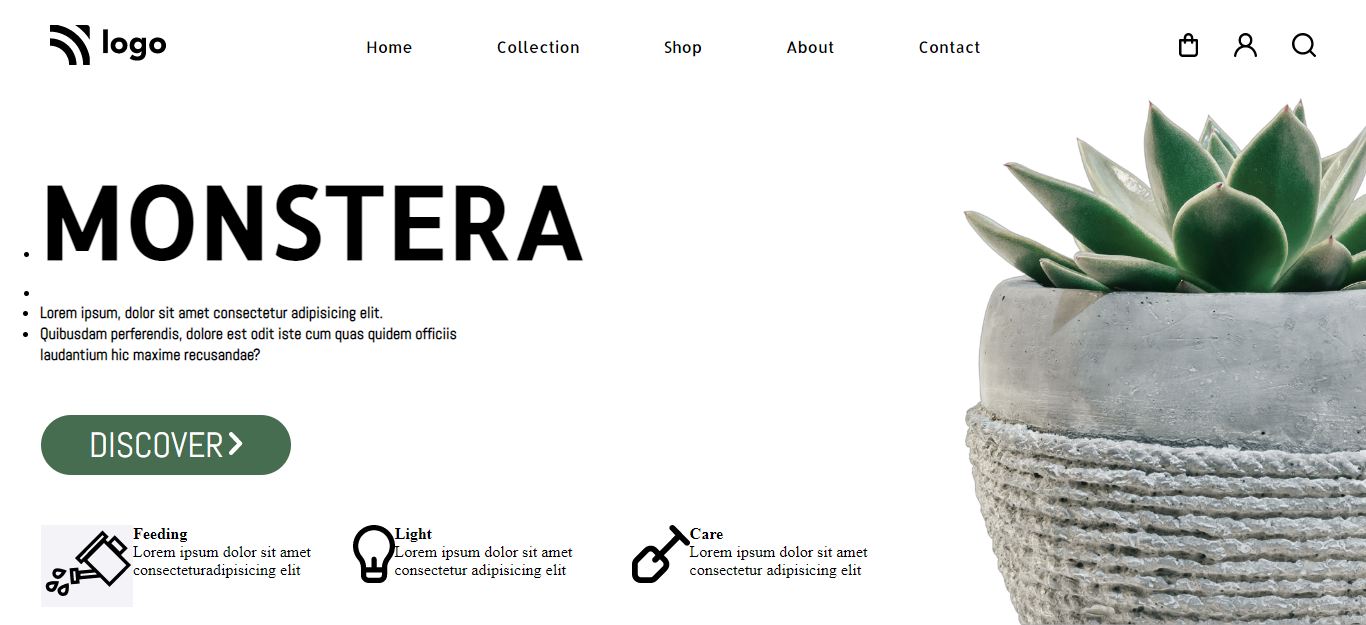 logo
Home Collection Shop About Contact
MONSTERA
Lorem ipsum, dolor sit amet consectetur adipisicing elit.
Quibusdam perferendis, dolore est odit iste cum quas quidem officiis
laudantium hic maxime recusandae?
DISCOVER
Feeding
Lorem ipsum dolor sit amet
consecteturadipisicing elit
Light
Lorem ipsum dolor sit amet
consectetur adipisicing elit
Care
Lorem ipsum dolor sit amet
consectetur adipisicing elit